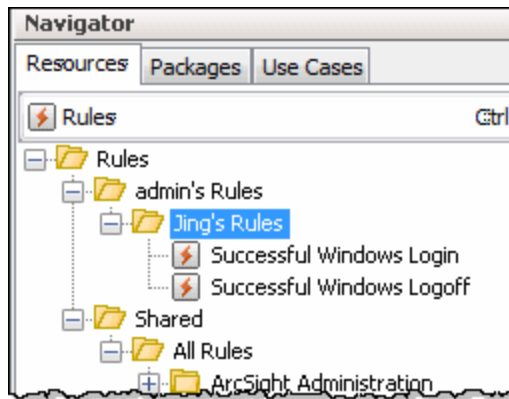 Navigator
Resources Packages Use Cases
Rules Ctrl
Rules
admin's Rules
Jing's Rules
Successful Windows Login
Successful Windows Logoff
Shared
All Rules
ArcSight Administration